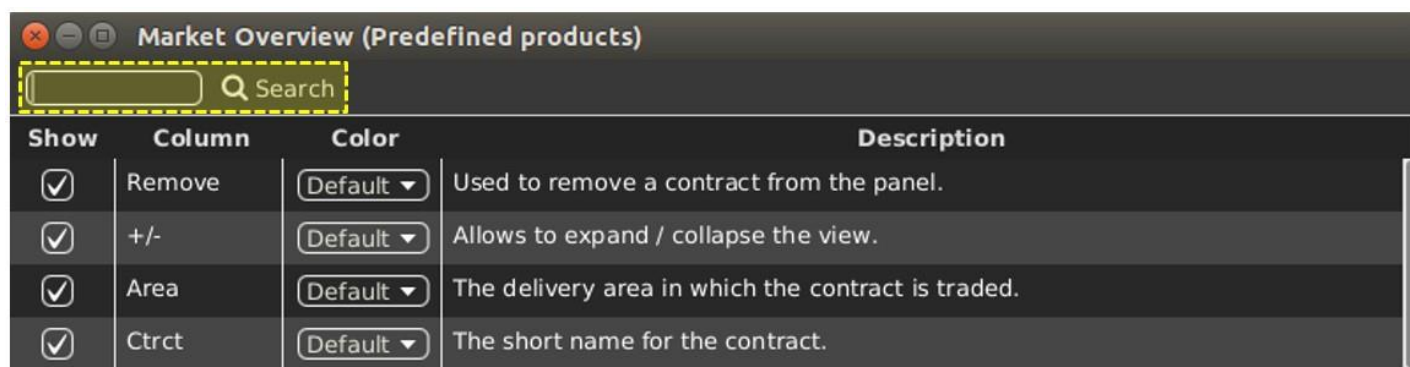 Market Overview (Predefined products)
Search
Show Column Color Description
Remove Default Used to remove a contract from the panel.
+/- Default Allows to expand / collapse the view.
Area Default The delivery area in which the contract is traded.
Ctrct Default The short name for the contract.